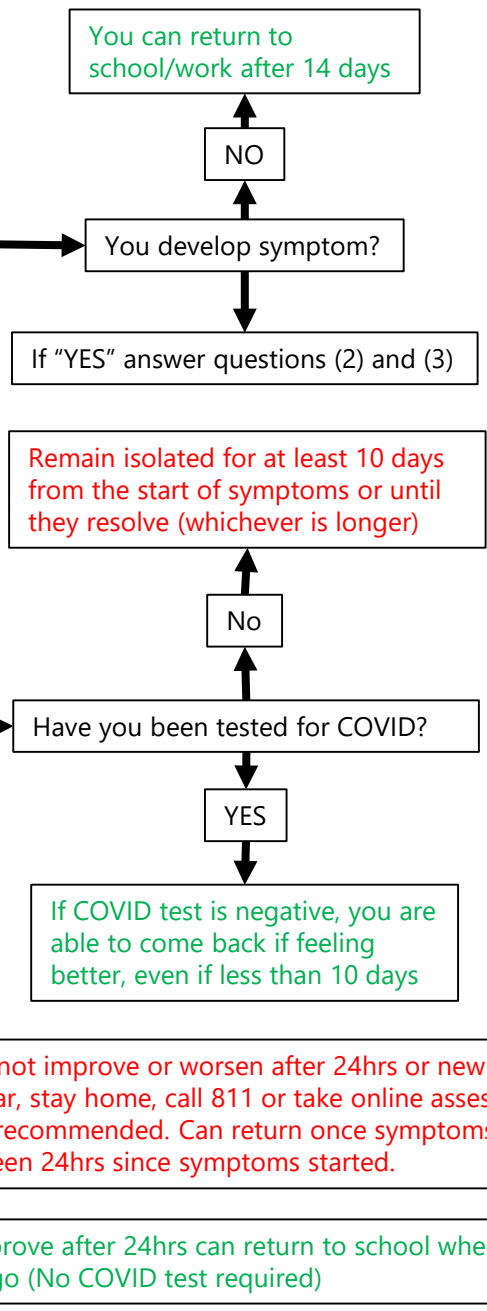 You can return to
school/work after 14 days
NO
You develop symptom?
If “YES” answer questions (2) and (3)
Remain isolated for at least 10 days
from the start of symptoms or until
they resolve (whichever is longer)
No
Have you been tested for COVID?
YES
If COVID test is negative, you are
able to come back if feeling
better, even if less than 10 days
not improve or worsen after 24hrs or new
stay home, call 811 or take online
recommended. Can return once symptoms
24hrs since symptoms started.
after 24hrs can return to school
go (No COVID test required)